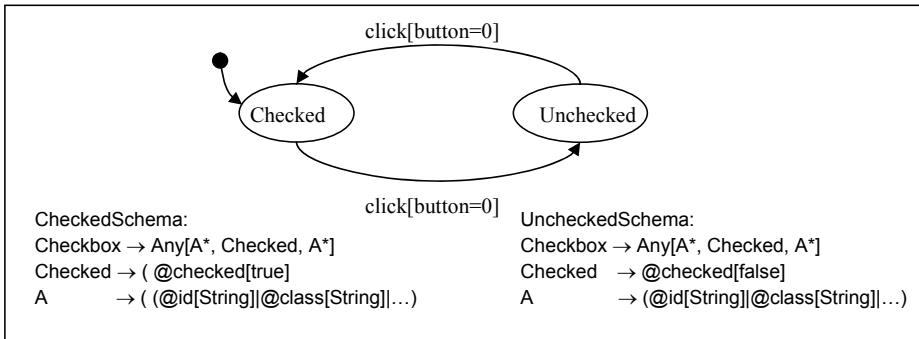 click[button=0]
Checked
Unchecked
click[button=0]
CheckedSchema:
Checkbox → Any[A*, Checked, A*]
Checked → ( @checked[true]
A → ( (@id[String]|@class[String]|…)
UncheckedSchema:
Checkbox → Any[A*, Checked, A*]
Checked → @checked[false]
A → (@id[String]|@class[String]|…)